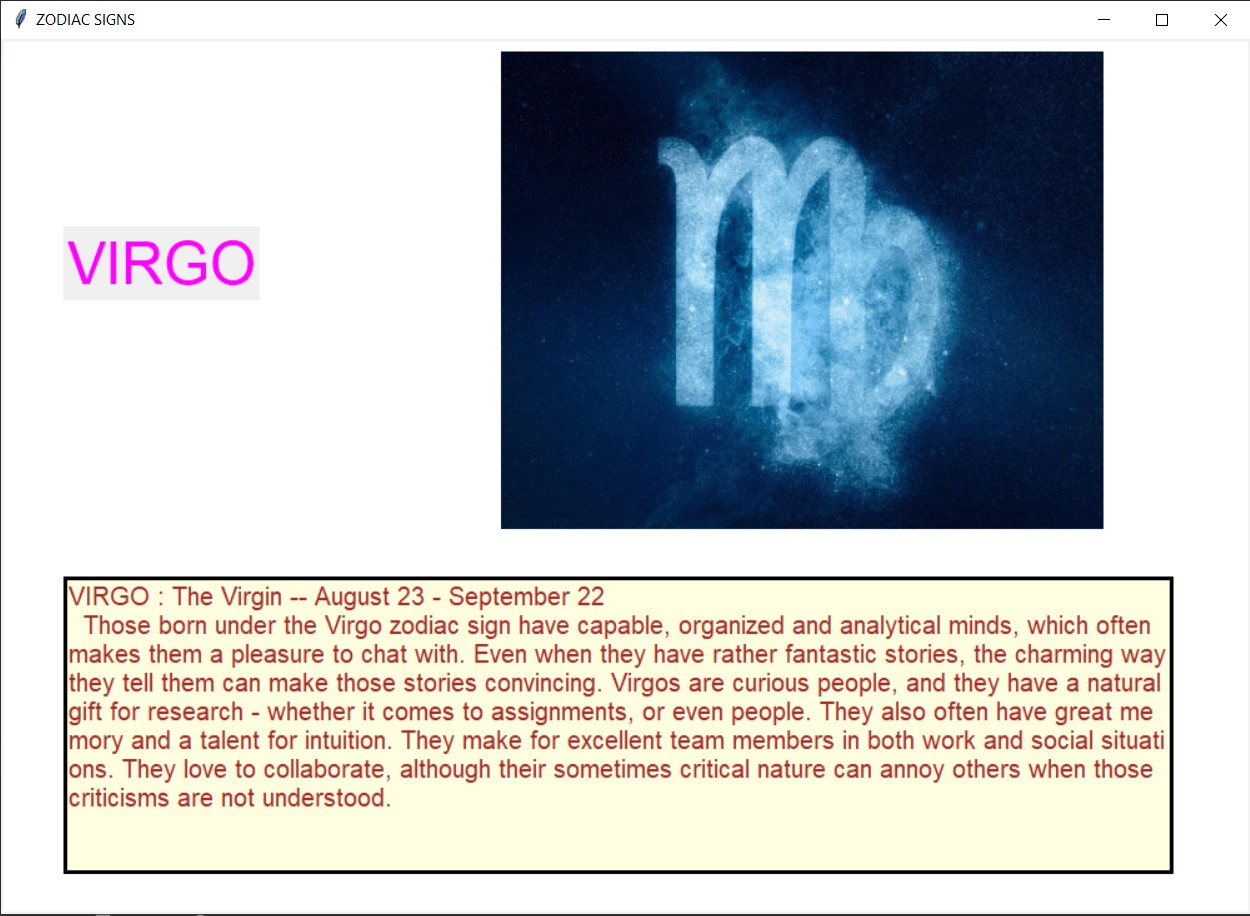 ZODIAC SIGNS
VIRGO
VIRGO : The Virgin -- August 23 - September 22
Those born under the Virgo zodiac sign have capable, organized and analytical minds, which often
makes them a pleasure to chat with. Even when they have rather fantastic stories, the charming way
they tell them can make those stories convincing. Virgos are curious people, and they have a natural
gift for research - whether it comes to assignments, or even people. They also often have great me
mory and a talent for intuition. They make for excellent team members in both work and social situati
ons. They love to collaborate, although their sometimes critical nature can annoy others when those
criticisms are not understood.